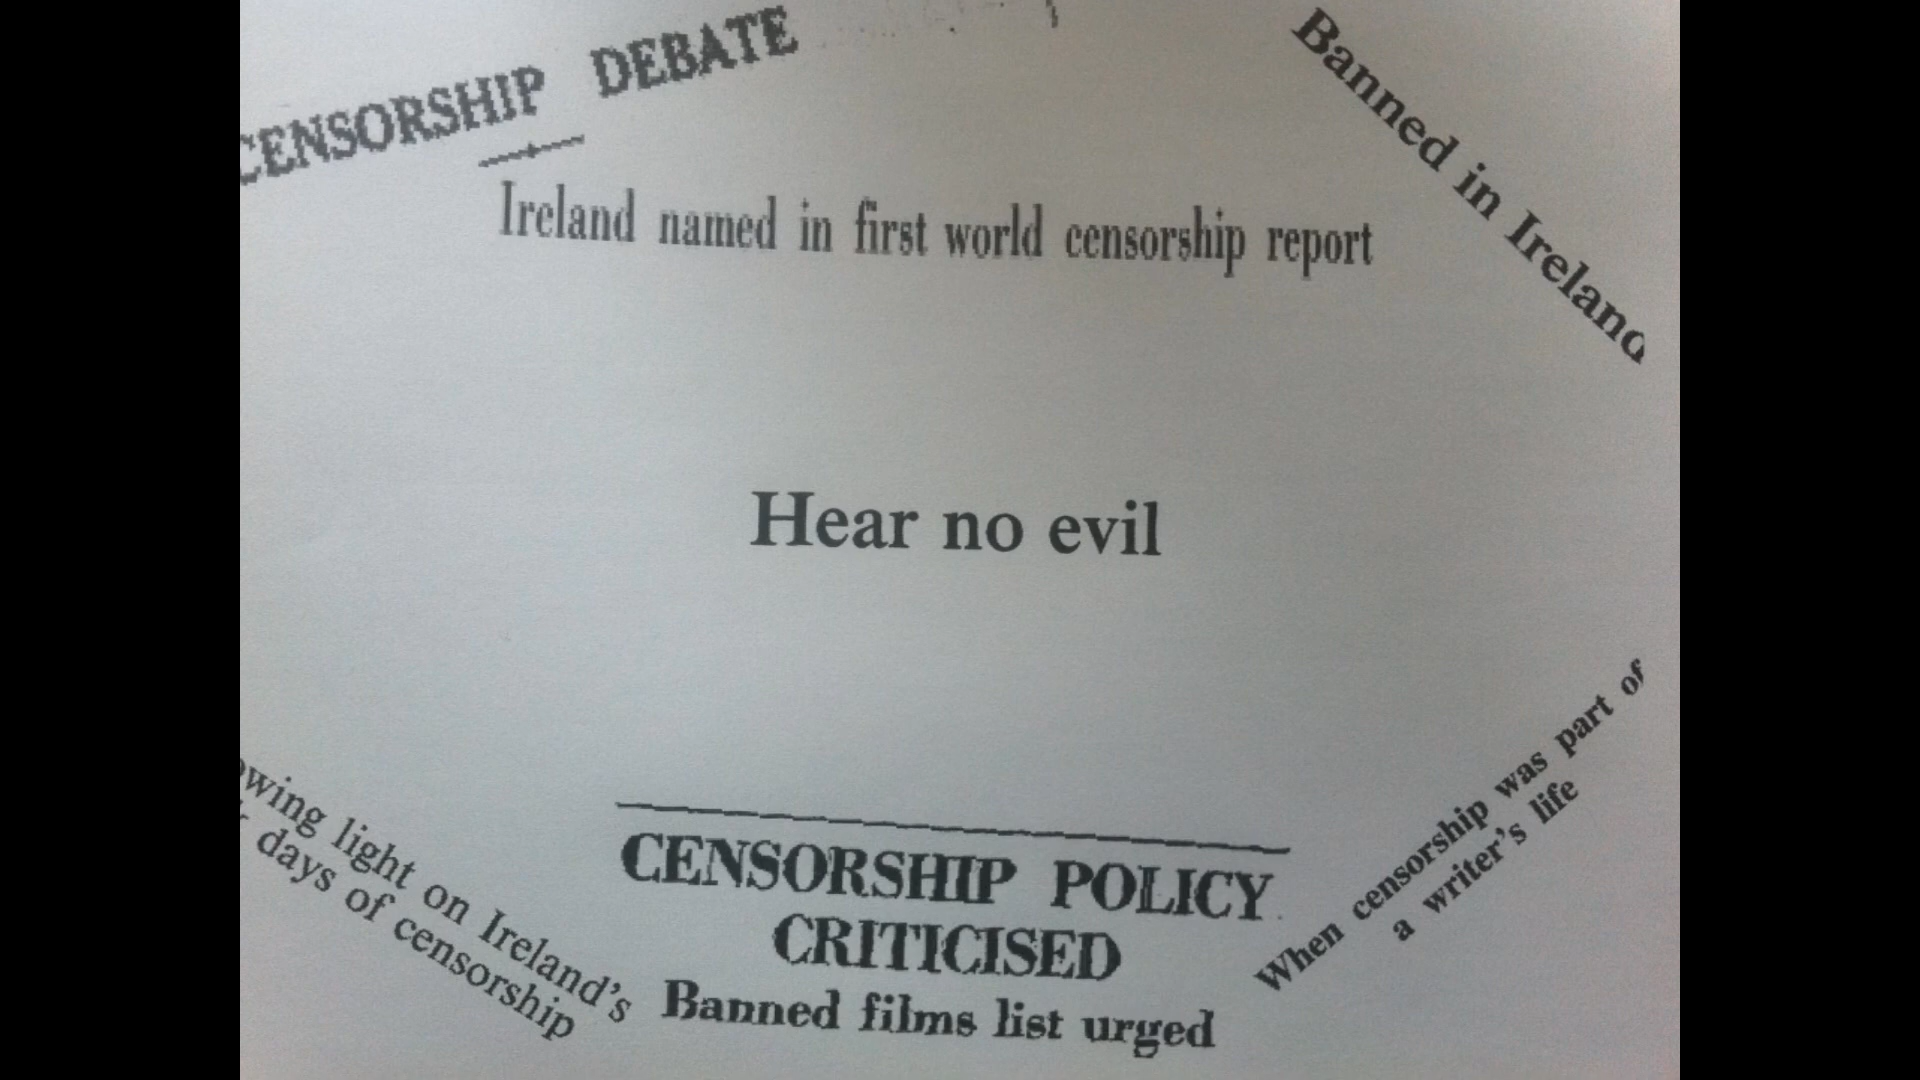 CENSORSHIP DEBATE
Banned in Ireland
Ireland named in first world censorship report
Hear no evil
light on Ireland's
days of censorship
CENSORSHIP POLICY
CRITICISED
Banned films list urged
When censorship was part of
a writer's life